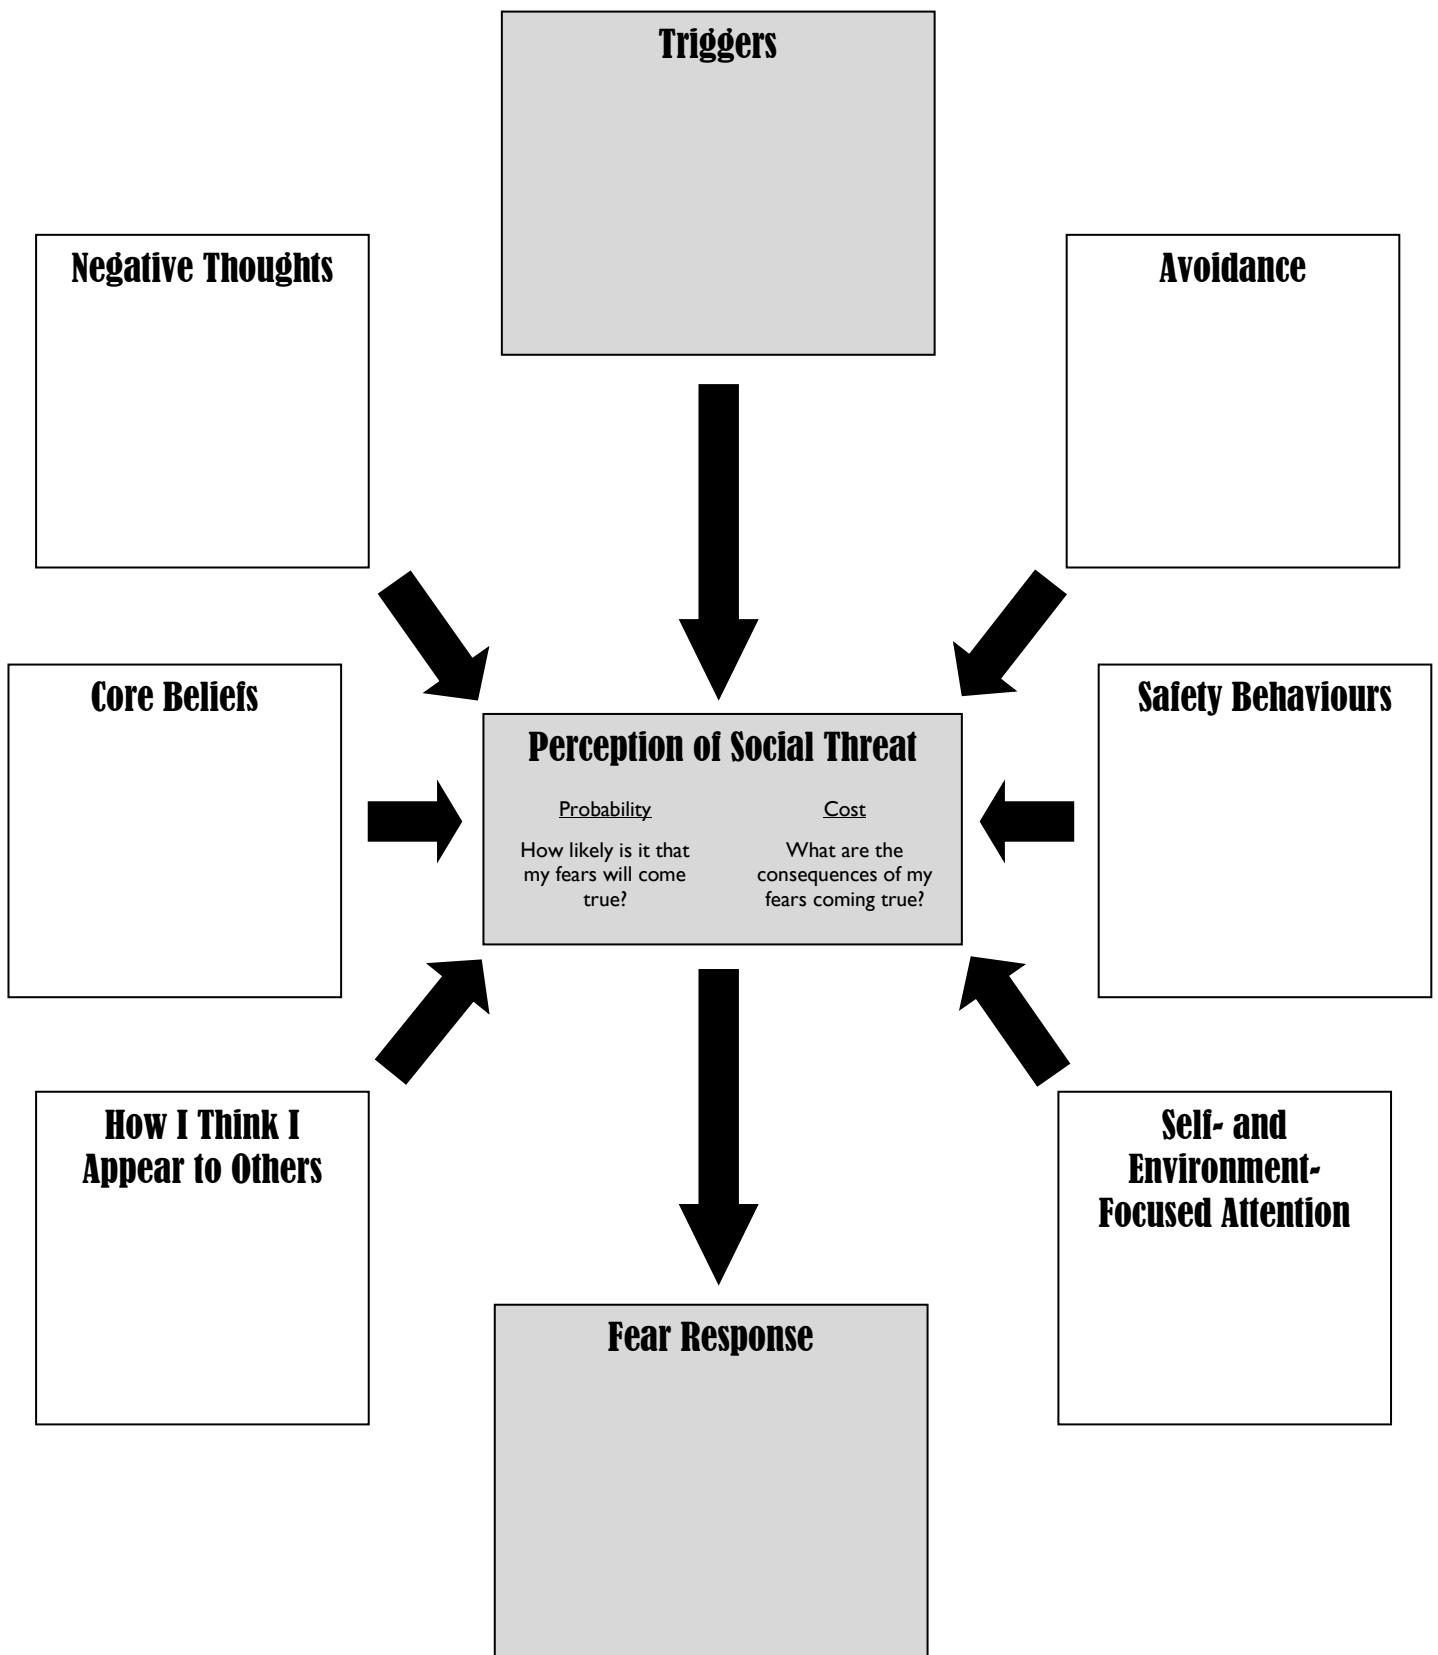 Triggers
Negative Thoughts
Avoidance
Core Beliefs
Safety Behaviours
Perception of Social Threat
Probability
How likely is it that
my fears will come
true?
Cost
What are the
consequences of my
fears coming true?
How I Think I
Appear to Others
Self- and
Environment-
Focused Attention
Fear Response